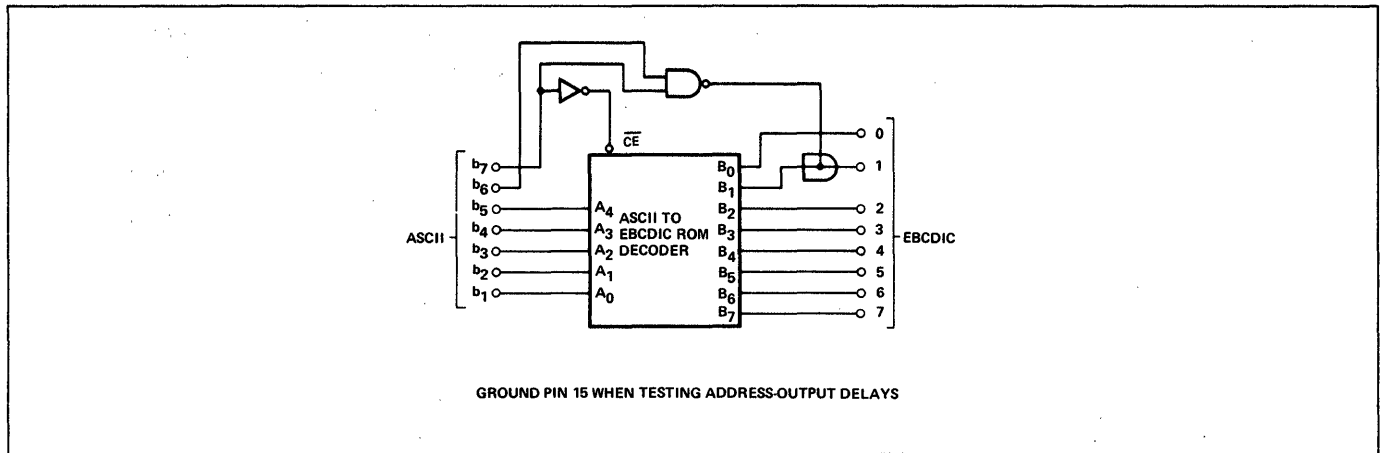 CE
b7
b6
b5
b4
b3
b2
b1
ASCII
A4
A3
A2
A1
A0
ASCII TO
EBCDIC ROM
DECODER
B0
B1
B2
B3
B4
B5
B6
B7
0
1
2
3
4
5
6
7
EBCDIC
GROUND PIN 15 WHEN TESTING ADDRESS-OUTPUT DELAYS